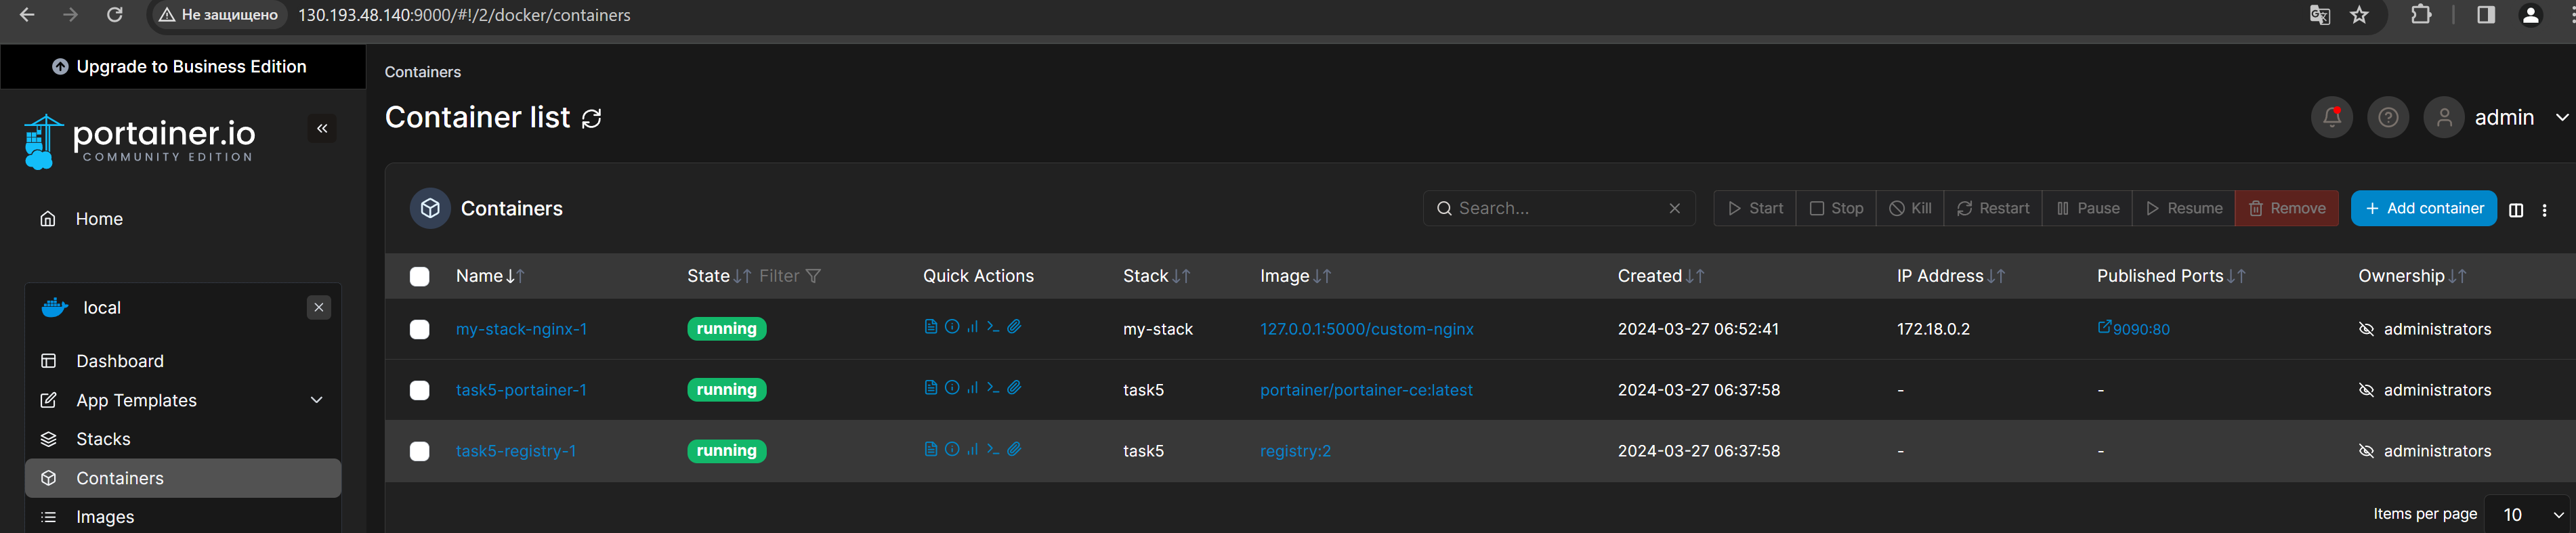 Не защищено 130.193.48.140:9000/#!/2/docker/containers
Upgrade to Business Edition
portainer.io
COMMUNITY EDITION
Home
local
Dashboard
App Templates
Stacks
Containers
Images
Containers
Container list
admin
Containers
Search...
Start Stop Kill Restart Pause Resume Remove Add container
Name State Filter Quick Actions Stack Image Created IP Address Published Ports Ownership
my-stack-nginx-1 running my-stack 127.0.0.1:5000/custom-nginx 2024-03-27 06:52:41 172.18.0.2 9090:80 administrators
task5-portainer-1 running task5 portainer/portainer-ce:latest 2024-03-27 06:37:58 - - administrators
task5-registry-1 running task5 registry:2 2024-03-27 06:37:58 - - administrators
Items per page 10